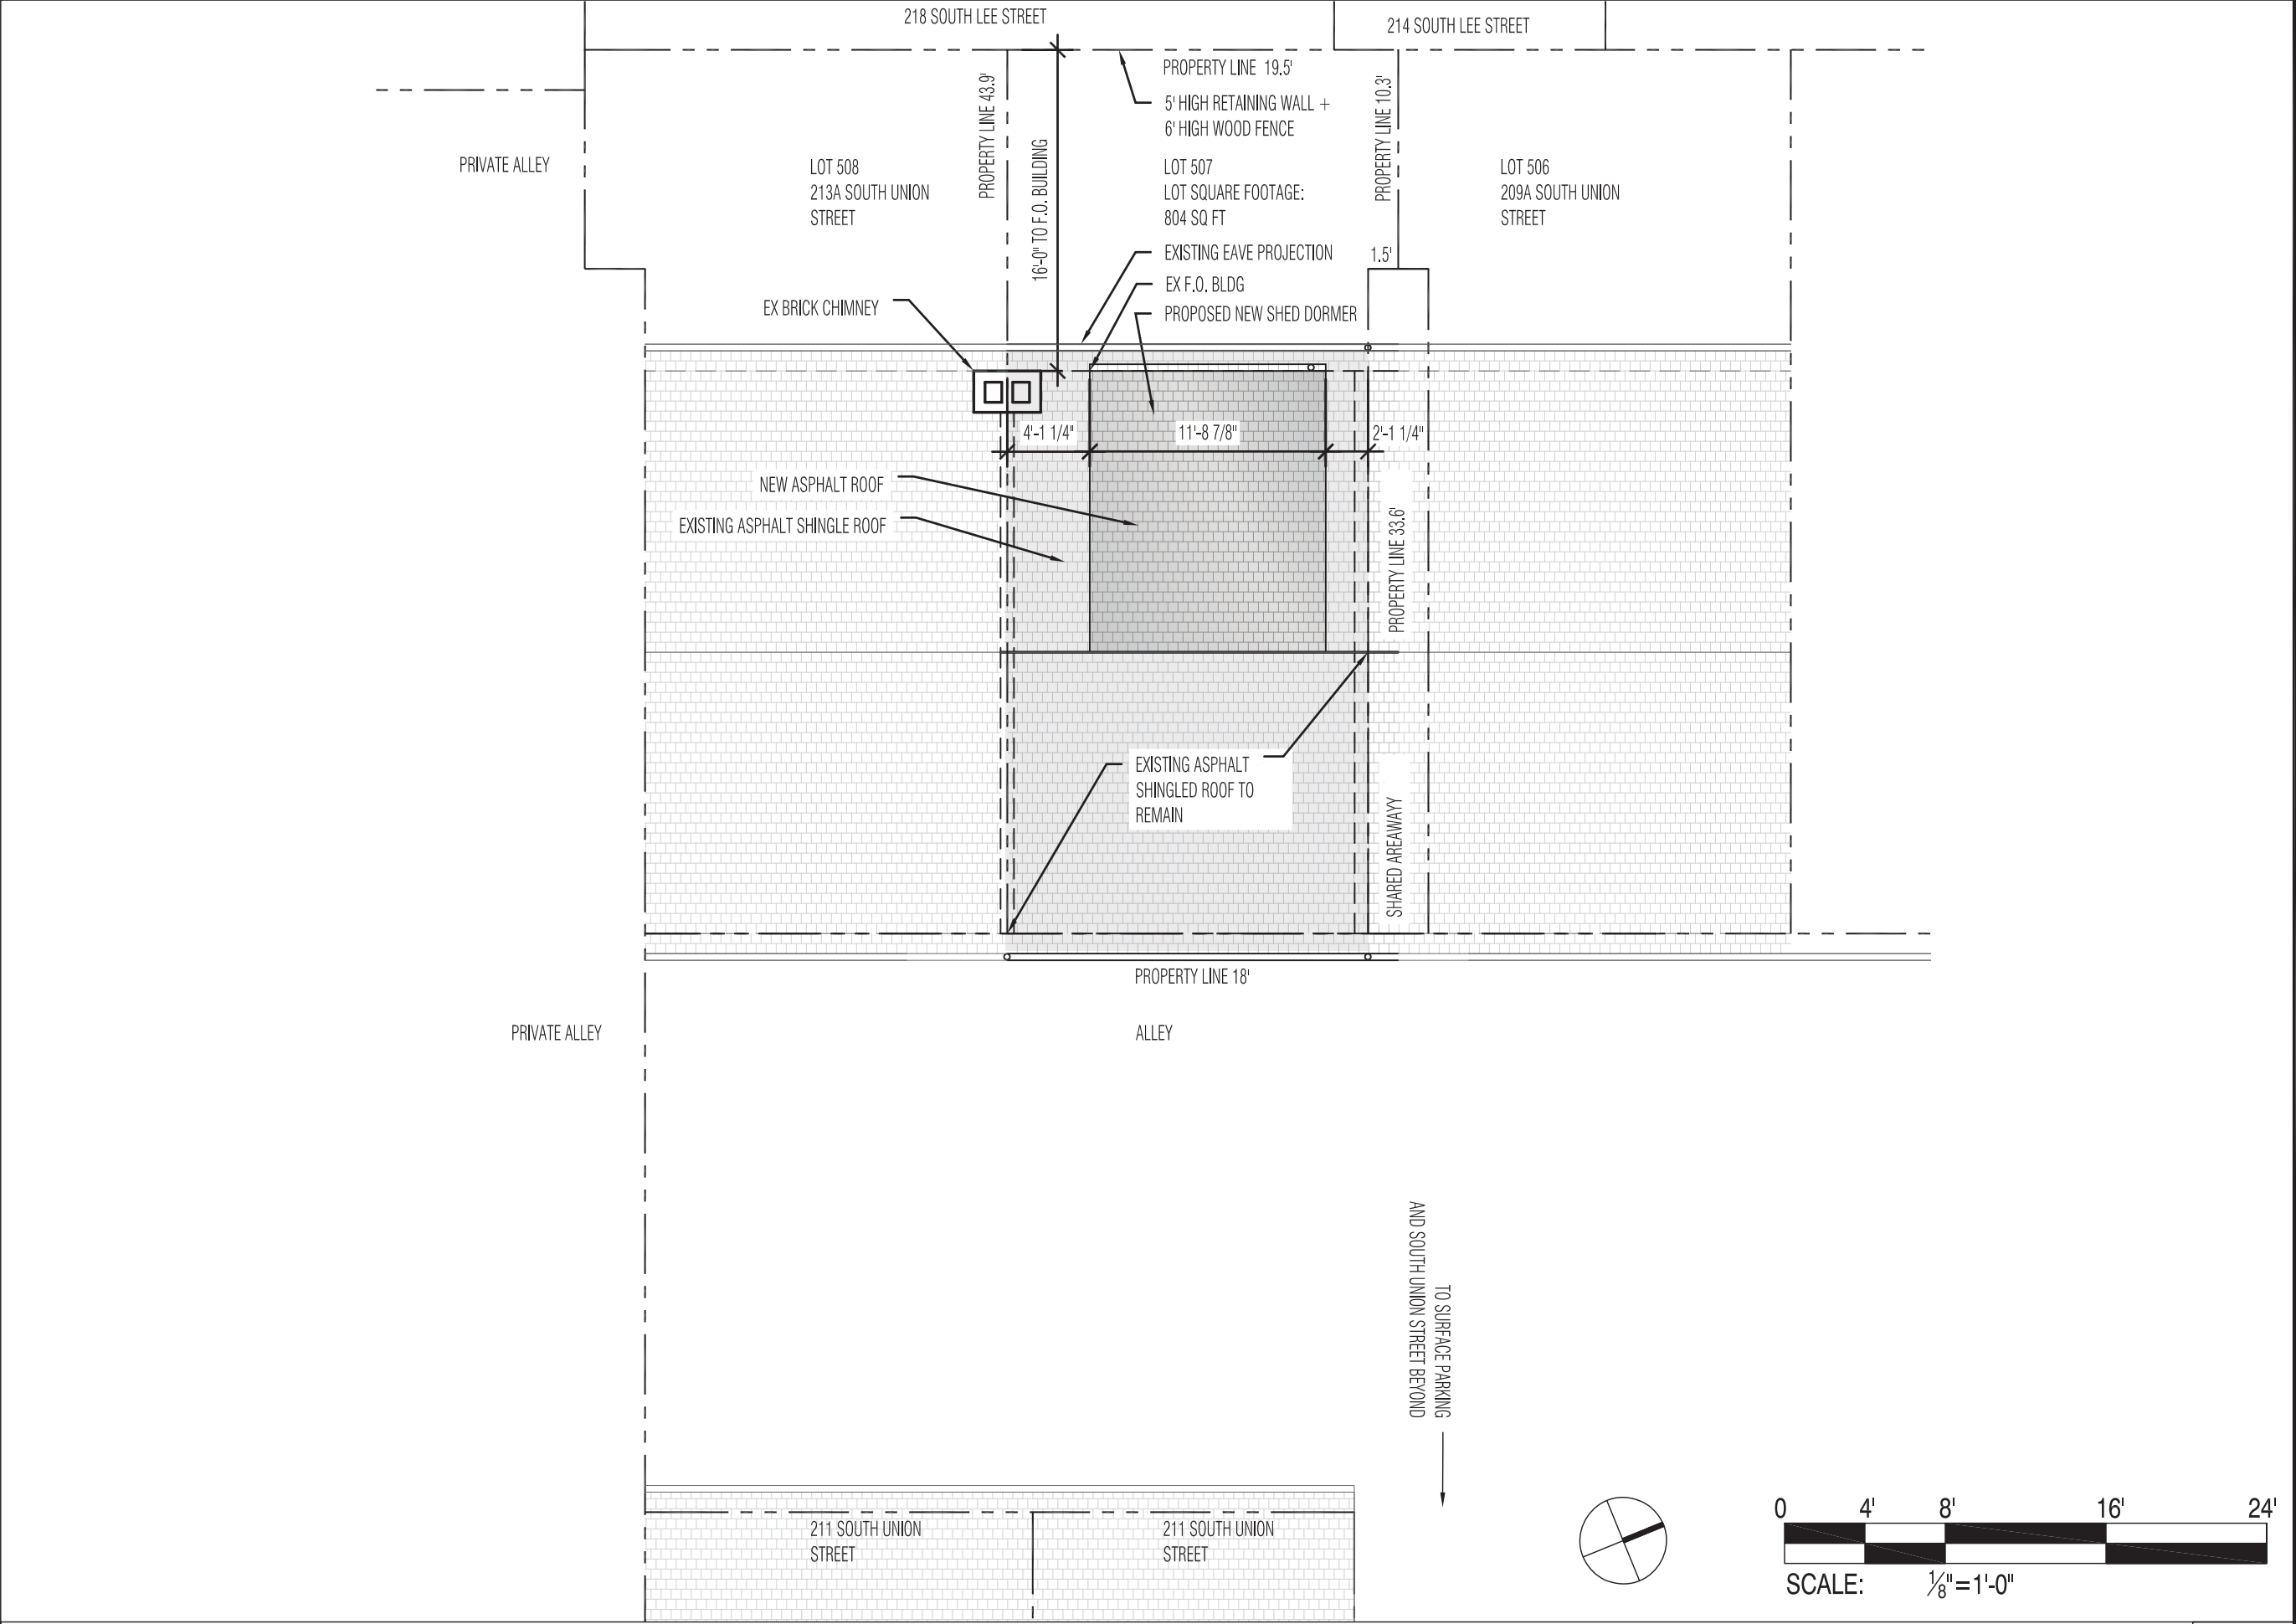 218 SOUTH LEE STREET
214 SOUTH LEE STREET
PROPERTY LINE 19.5'
5' HIGH RETAINING WALL +
6' HIGH WOOD FENCE
PROPERTY LINE 43.9'
16'-0" TO F.O. BUILDING
PROPERTY LINE 10.3'
PRIVATE ALLEY
LOT 508
213A SOUTH UNION
STREET
LOT 507
LOT SQUARE FOOTAGE:
804 SQ FT
LOT 506
209A SOUTH UNION
STREET
EXISTING EAVE PROJECTION
1.5'
EX F.O. BLDG
EX BRICK CHIMNEY
PROPOSED NEW SHED DORMER
4'-1 1/4"
11'-8 7/8"
2'-1 1/4"
NEW ASPHALT ROOF
EXISTING ASPHALT SHINGLE ROOF
PROPERTY LINE 33.6'
EXISTING ASPHALT
SHINGLED ROOF TO
REMAIN
SHARED AREAWAYY
PROPERTY LINE 18'
PRIVATE ALLEY
ALLEY
TO SURFACE PARKING
AND SOUTH UNION STREET BEYOND
211 SOUTH UNION
STREET
211 SOUTH UNION
STREET
0 4' 8' 16' 24'
SCALE: 1/8"=1'-0"